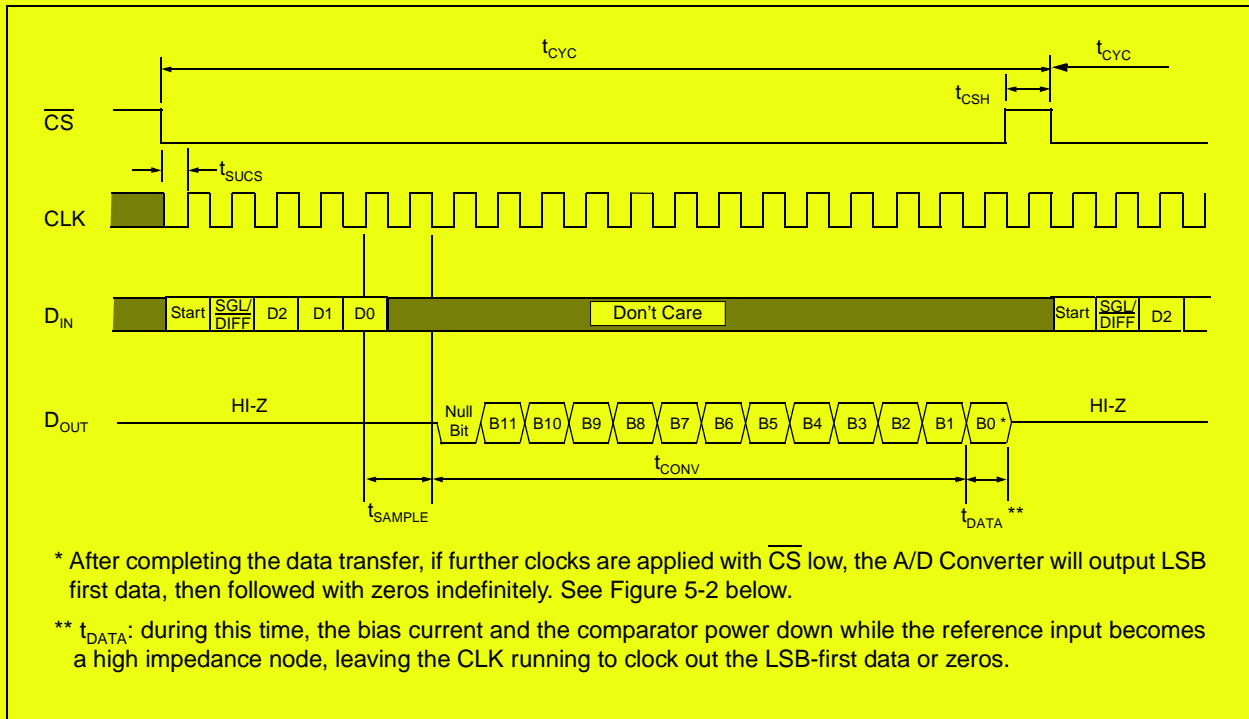 tCYC
tCYC
tCSH
CS
tSUCS
CLK
DIN
Start SGL/DIFF D2 D1 D0 Don't Care Start SGL/DIFF D2
DOUT
HI-Z Null Bit B11 B10 B9 B8 B7 B6 B5 B4 B3 B2 B1 B0 * HI-Z
tCONV
tSAMPLE
tDATA **
* After completing the data transfer, if further clocks are applied with CS low, the A/D Converter will output LSB
first data, then followed with zeros indefinitely. See Figure 5-2 below.
** tDATA: during this time, the bias current and the comparator power down while the reference input becomes
a high impedance node, leaving the CLK running to clock out the LSB-first data or zeros.